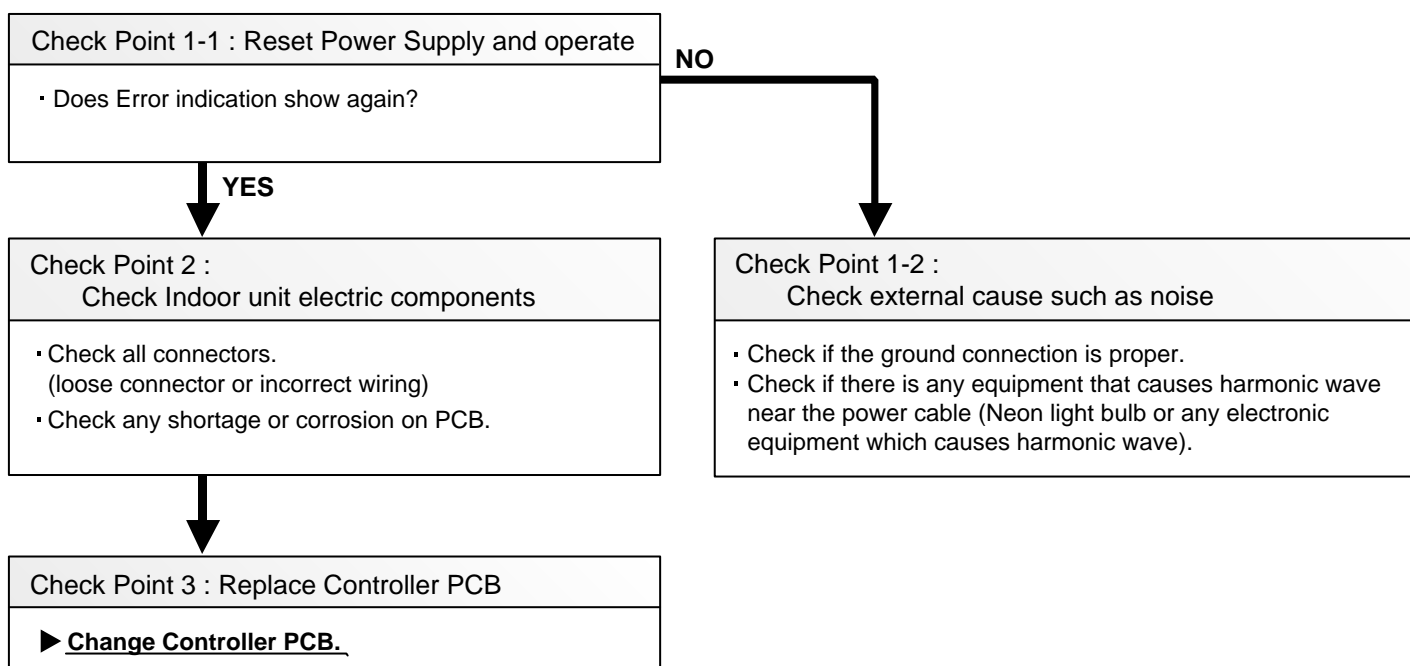 Check Point 1-1 : Reset Power Supply and operate
▪ Does Error indication show again?
NO
YES
Check Point 2 :
Check Indoor unit electric components
▪ Check all connectors.
(loose connector or incorrect wiring)
▪ Check any shortage or corrosion on PCB.
Check Point 1-2 :
Check external cause such as noise
▪ Check if the ground connection is proper.
▪ Check if there is any equipment that causes harmonic wave
near the power cable (Neon light bulb or any electronic
equipment which causes harmonic wave).
Check Point 3 : Replace Controller PCB
▶ Change Controller PCB.